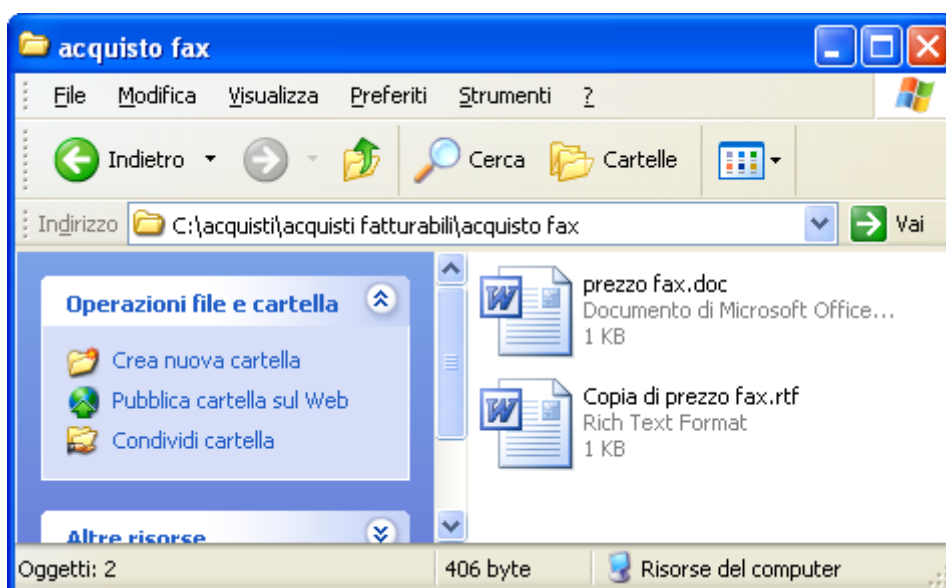 acquisto fax
File Modifica Visualizza Preferiti Strumenti ?
Indietro Cerca Cartelle
Indirizzo C:\acquisti\acquisti fatturabili\acquisto fax Vai
Operazioni file e cartella
Crea nuova cartella
Pubblica cartella sul Web
Condividi cartella
Altre risorse
prezzo fax.doc
Documento di Microsoft Office...
1 KB
Copia di prezzo fax.rtf
Rich Text Format
1 KB
Oggetti: 2 406 byte Risorse del computer